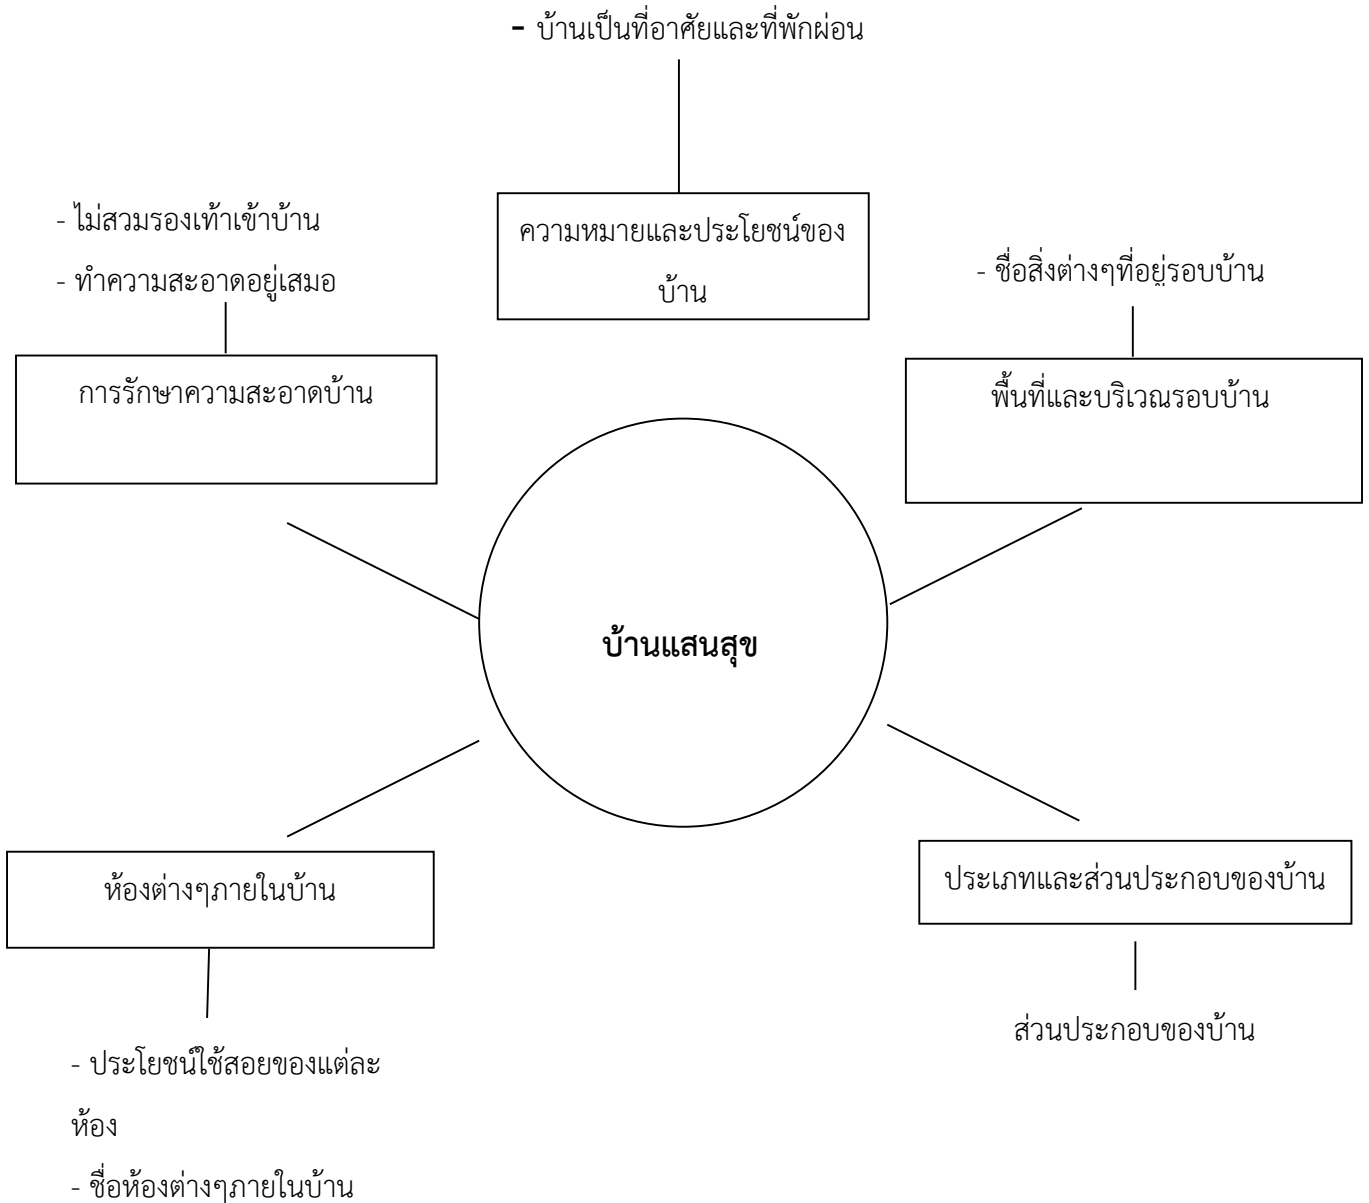 - บ้านเป็นที่อาศัยและที่พักผ่อน
ความหมายและประโยชน์ของ
บ้าน
- ไม่สวมรองเท้าเข้าบ้าน
- ทำความสะอาดอยู่เสมอ
การรักษาความสะอาดบ้าน
- ชื่อสิ่งต่างๆที่อยู่รอบบ้าน
พื้นที่และบริเวณรอบบ้าน
บ้านแสนสุข
ห้องต่างๆภายในบ้าน
- ประโยชน์ใช้สอยของแต่ละ
ห้อง
- ชื่อห้องต่างๆภายในบ้าน
ประเภทและส่วนประกอบของบ้าน
ส่วนประกอบของบ้าน